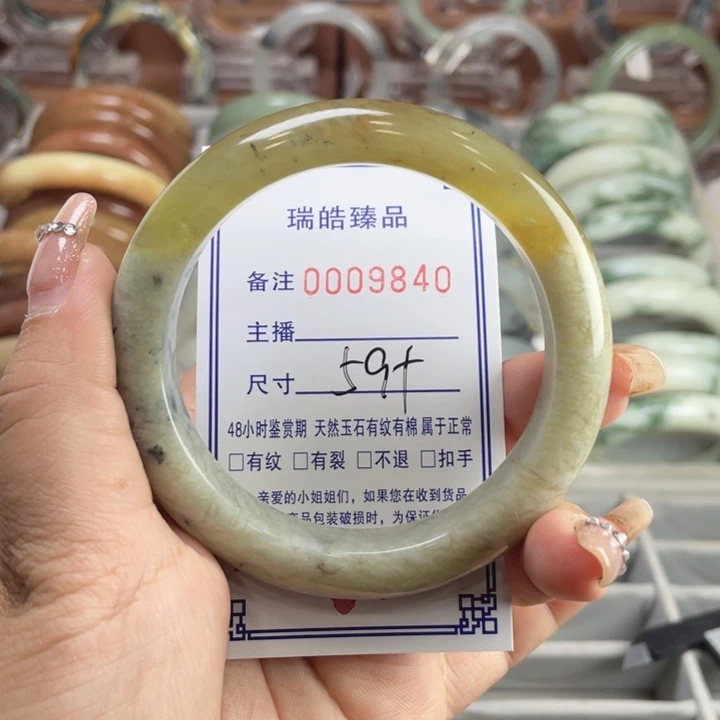 瑞皓臻品
备注 0009840
主播
尺寸 59+
48小时鉴赏期 天然玉石有纹有棉 属于正常
□有纹 □有裂 □不退 □扣手
亲爱的小姐姐们，如果您在收到货品
品包装破损时，为保证